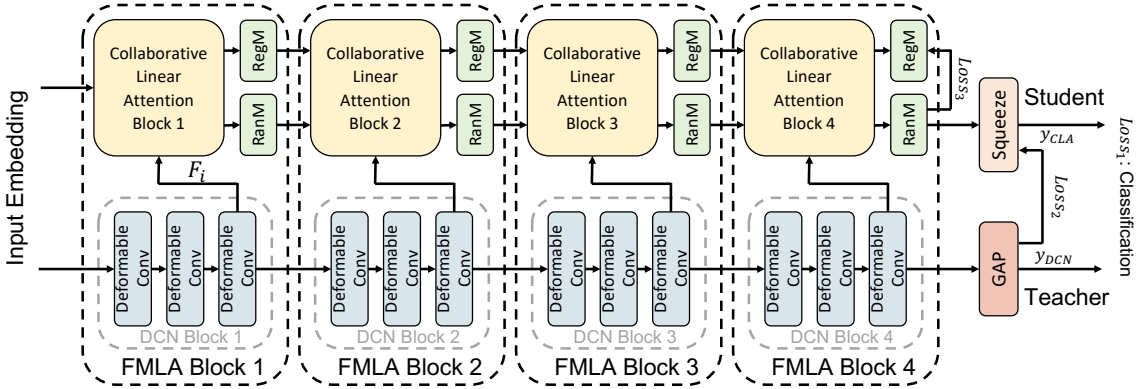 Input Embedding
Collaborative
Linear
Attention
Block 1
RegM
RanM
F_i
Deformable
Conv
Deformable
Conv
Deformable
Conv
DCN Block 1
FMLA Block 1
Collaborative
Linear
Attention
Block 2
RegM
RanM
Deformable
Conv
Deformable
Conv
Deformable
Conv
DCN Block 2
FMLA Block 2
Collaborative
Linear
Attention
Block 3
RegM
RanM
Deformable
Conv
Deformable
Conv
Deformable
Conv
DCN Block 3
FMLA Block 3
Collaborative
Linear
Attention
Block 4
RegM
RanM
Loss_3
Deformable
Conv
Deformable
Conv
Deformable
Conv
DCN Block 4
FMLA Block 4
Squeeze
Student
y_CLA
Loss_2
GAP
y_DCN
Teacher
Loss_1: Classification